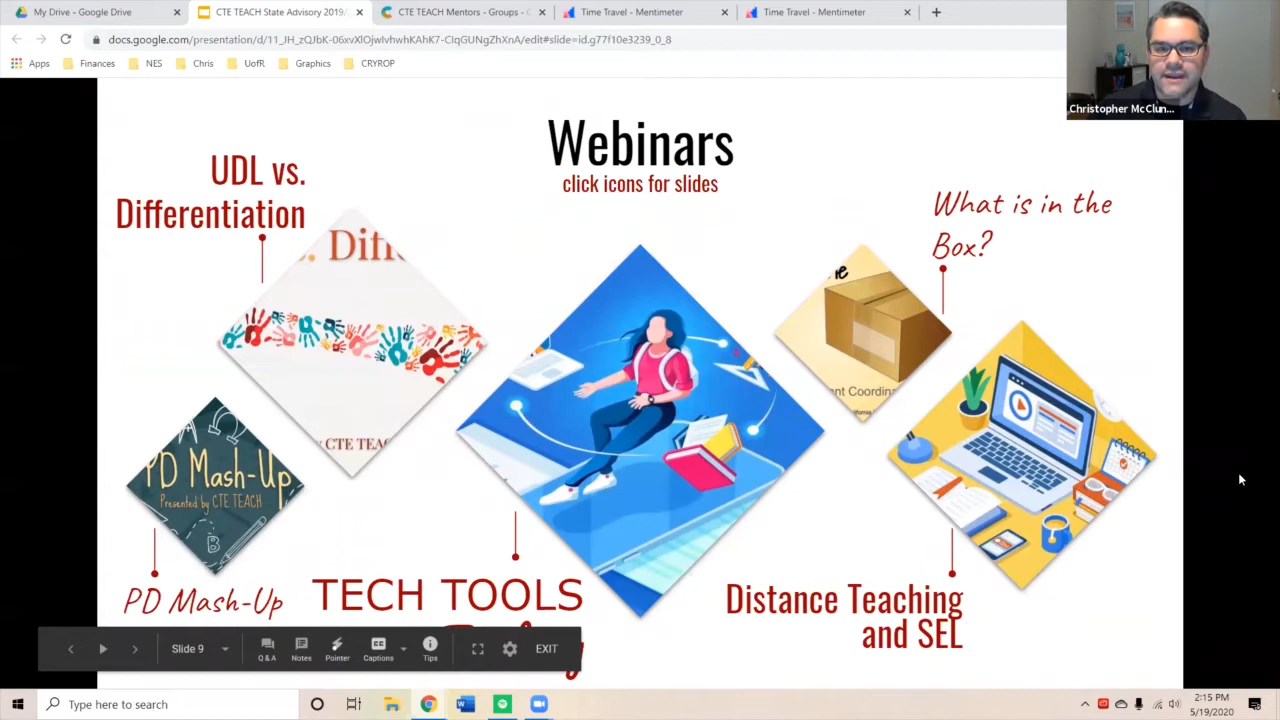 My Drive - Google Drive
CTE TEACH State Advisory 2019/
CTE TEACH Mentors - Groups -
Time Travel - Mentimeter
Time Travel - Mentimeter
docs.google.com/presentation/d/11_JH_zQJbK-06xvXlOjwIvhwhKAhK7-CIqGUNgZhXnA/edit#slide=id.g77f10e3239_0_8
Apps
Finances
NES
Chris
UofR
Graphics
CRYROP
Christopher McClun...
Webinars
click icons for slides
UDL vs.
Differentiation
What is in the
Box?
PD Mash-Up
Presented by CTE TEACH
B
CTE TEAC
PD Mash-Up
TECH TOOLS
Distance Teaching
and SEL
Slide 9
Q & A
Notes
Pointer
Captions
Tips
EXIT
Type here to search
2:15 PM
5/19/2020